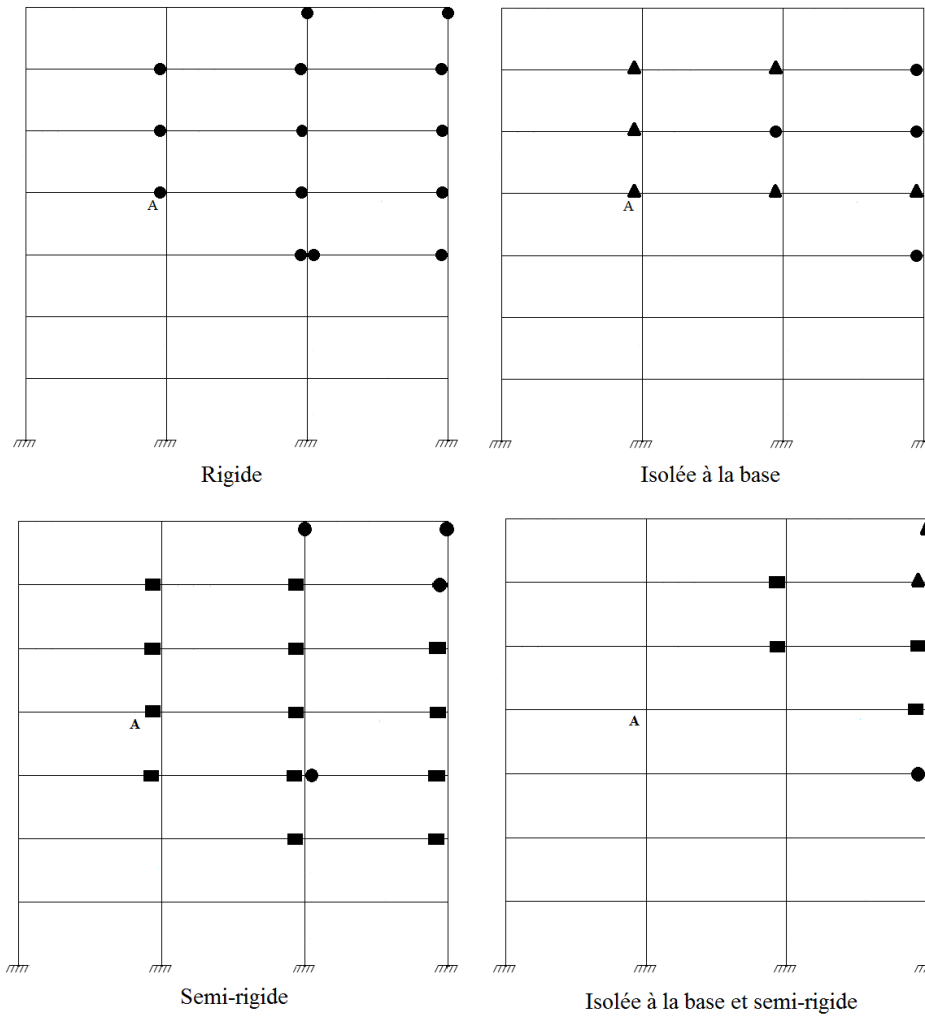 A
A
Rigide
Isolée à la base
A
A
Semi-rigide
Isolée à la base et semi-rigide